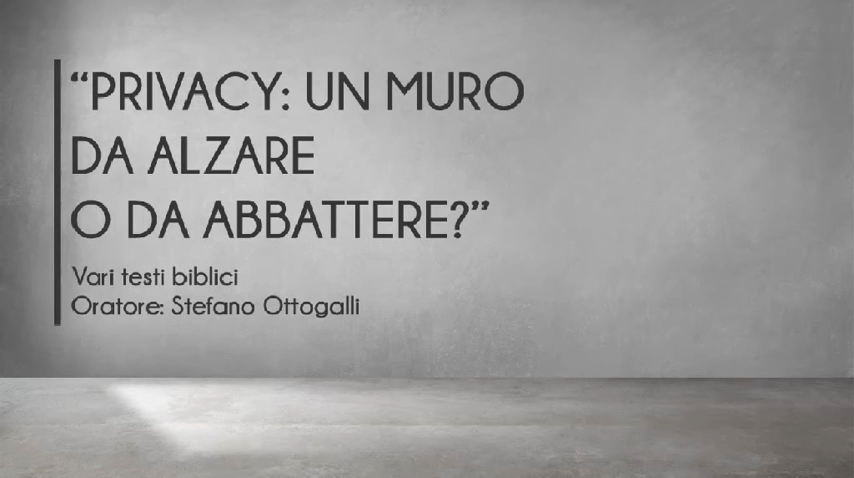 “PRIVACY: UN MURO
DA ALZARE
O DA ABBATTERE?”
Vari testi biblici
Oratore: Stefano Ottogalli